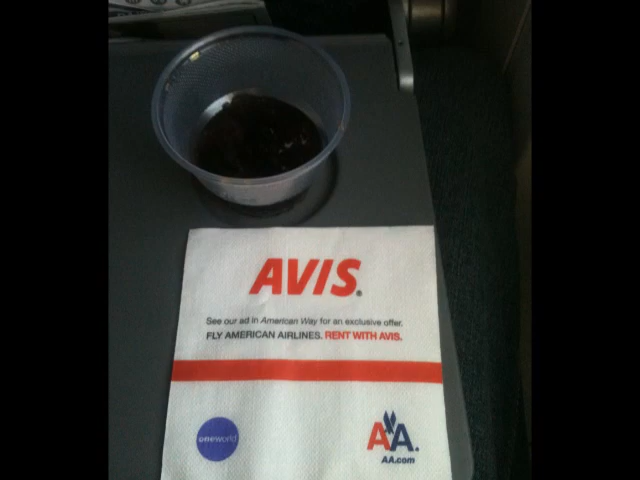 AVIS.
See our ad in American Way for an exclusive offer.
FLY AMERICAN AIRLINES. RENT WITH AVIS.
oneworld
AA.
AA.com